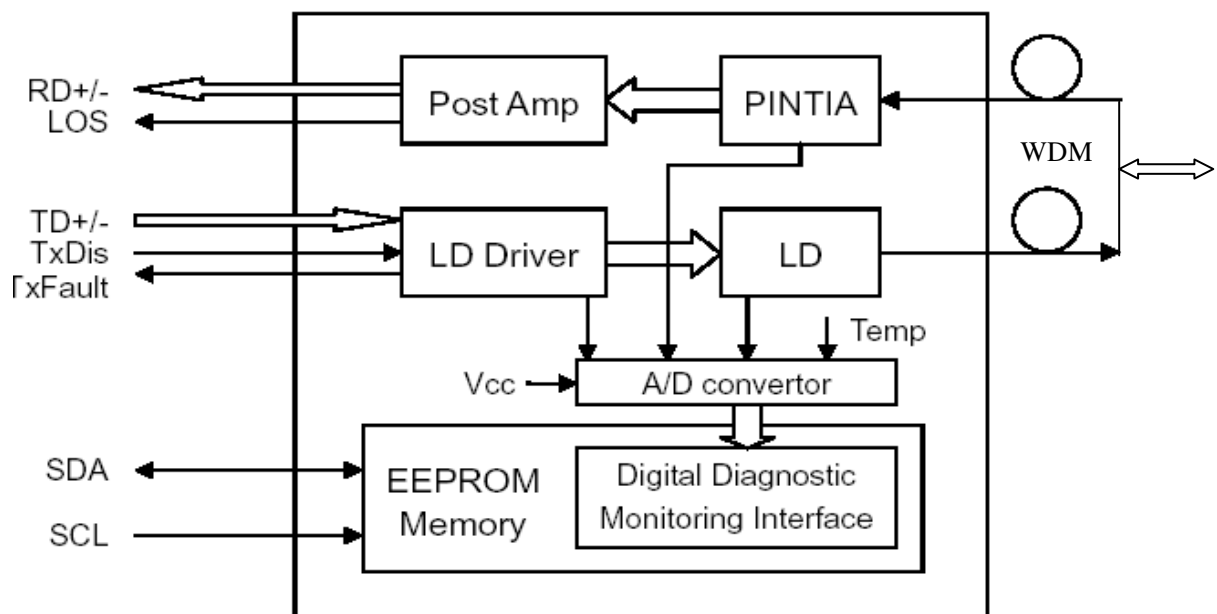 RD+/-
LOS
Post Amp
PINTIA
WDM
TD+/-
TxDis
TxFault
LD Driver
LD
Temp
Vcc
A/D convertor
SDA
SCL
EEPROM
Memory
Digital Diagnostic
Monitoring Interface